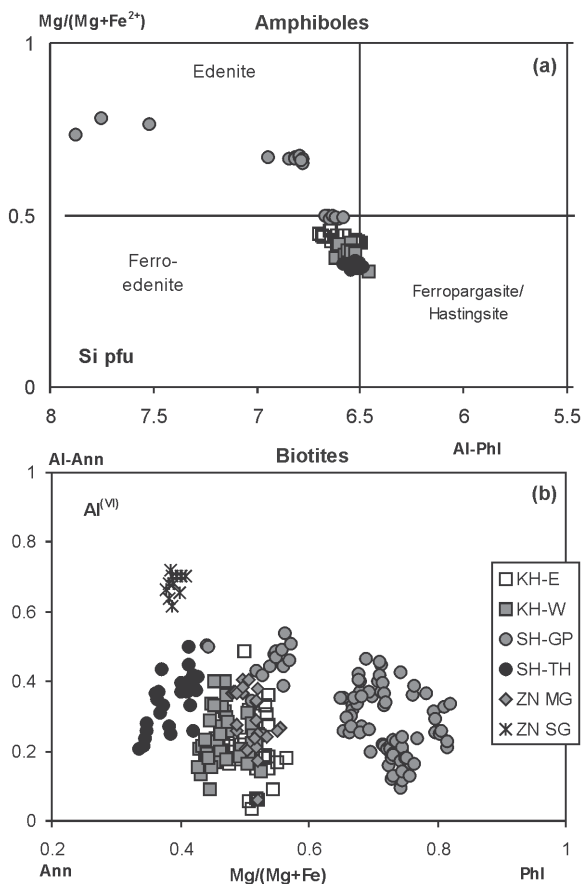 Mg/(Mg+Fe2+)
Amphiboles
1
Edenite
(a)
0.5
Ferro-
edenite
Ferropargasite/
Hastingsite
Si pfu
0
8
7.5
7
6.5
6
5.5
Al-Ann
Biotites
Al-Phl
1
Al(VI)
(b)
0.8
0.6
0.4
0.2
0
KH-E
KH-W
SH-GP
SH-TH
ZN MG
ZN SG
0.2
0.4
0.6
0.8
1
Ann
Mg/(Mg+Fe)
Phl